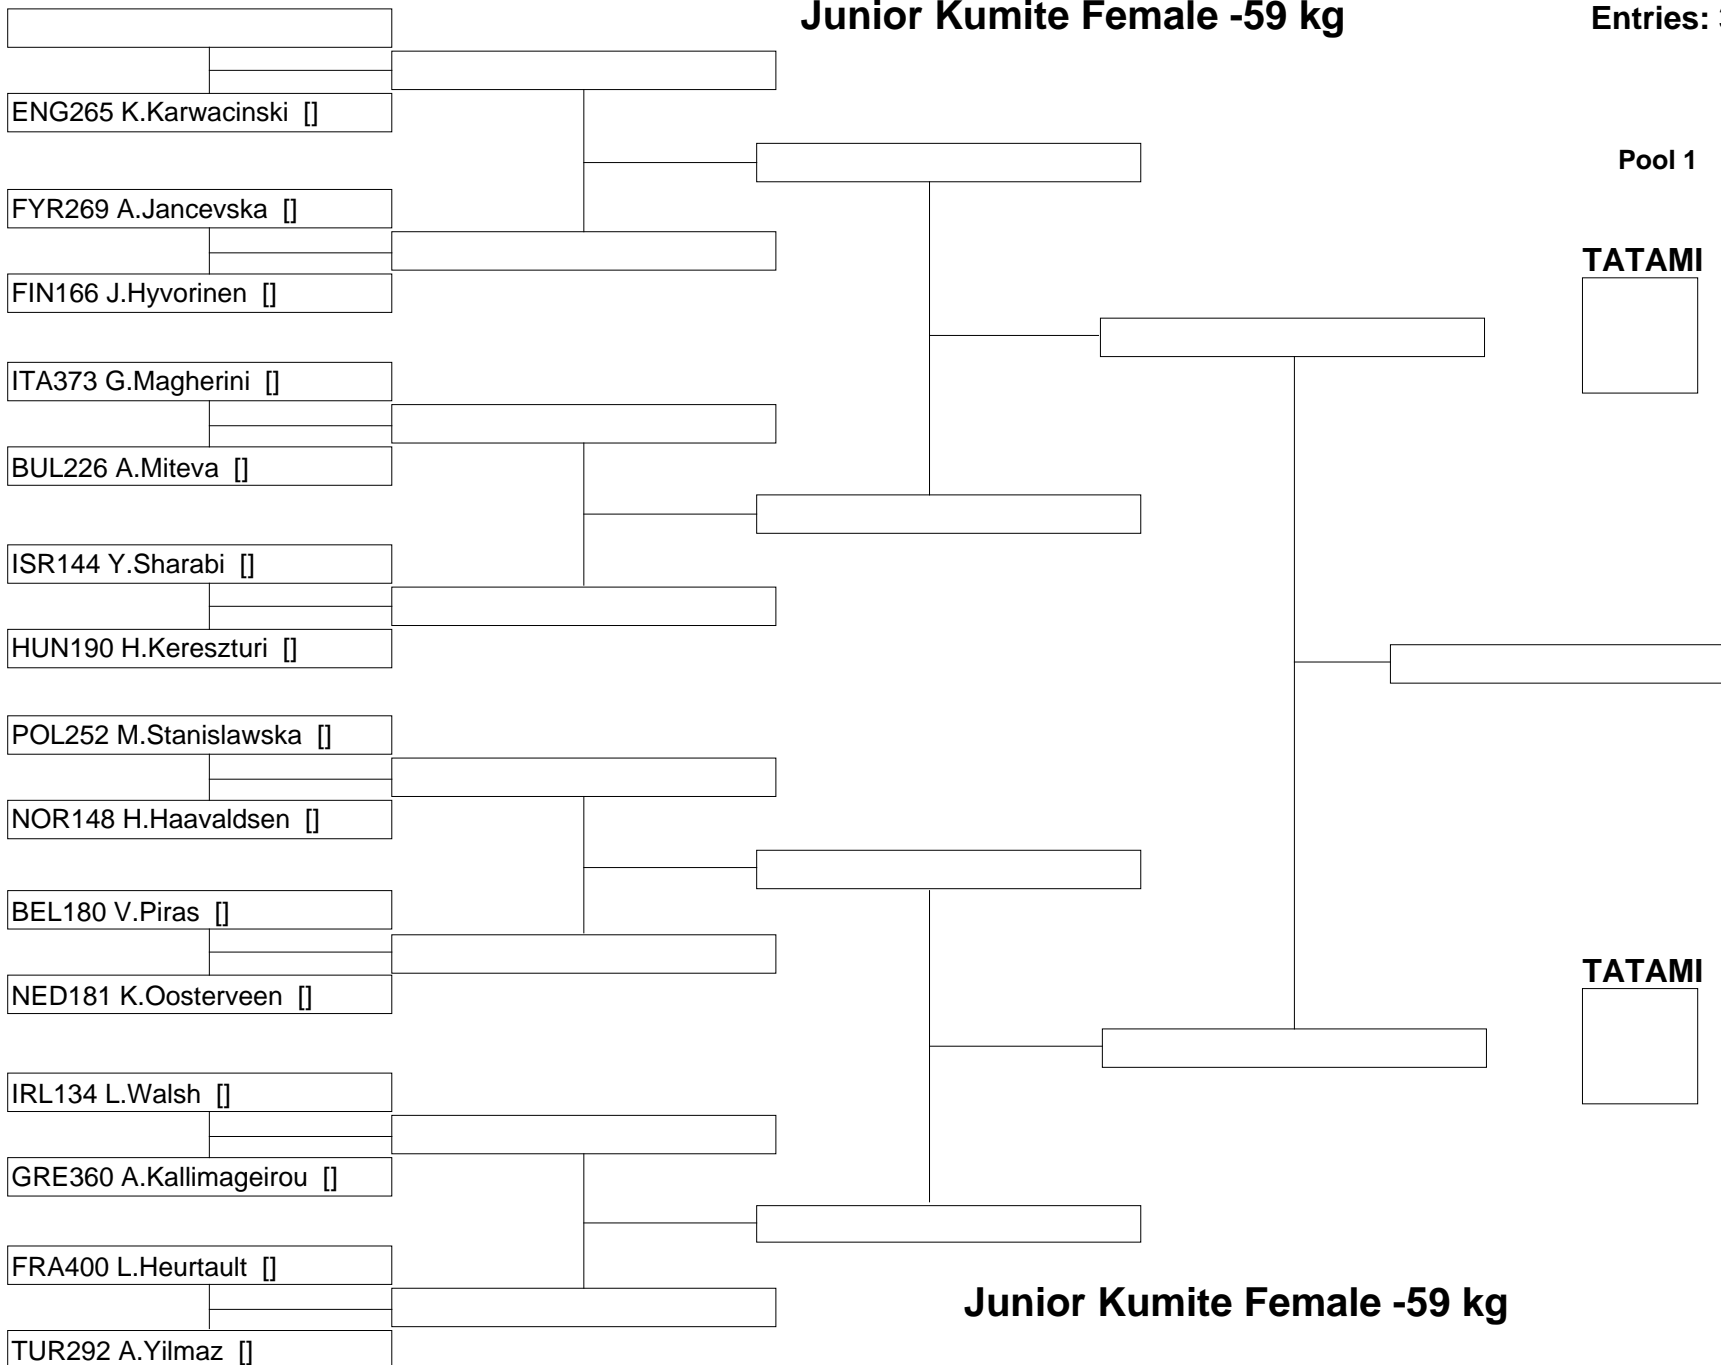 Junior Kumite Female -59 kg
Entries:
ENG265 K.Karwacinski []
Pool 1
FYR269 A.Jancevska []
TATAMI
FIN166 J.Hyvorinen []
ITA373 G.Magherini []
BUL226 A.Miteva []
ISR144 Y.Sharabi []
HUN190 H.Kereszturi []
POL252 M.Stanislawska []
NOR148 H.Haavaldsen []
BEL180 V.Piras []
TATAMI
NED181 K.Oosterveen []
IRL134 L.Walsh []
GRE360 A.Kallimageirou []
FRA400 L.Heurtault []
Junior Kumite Female -59 kg
TUR292 A.Yilmaz []